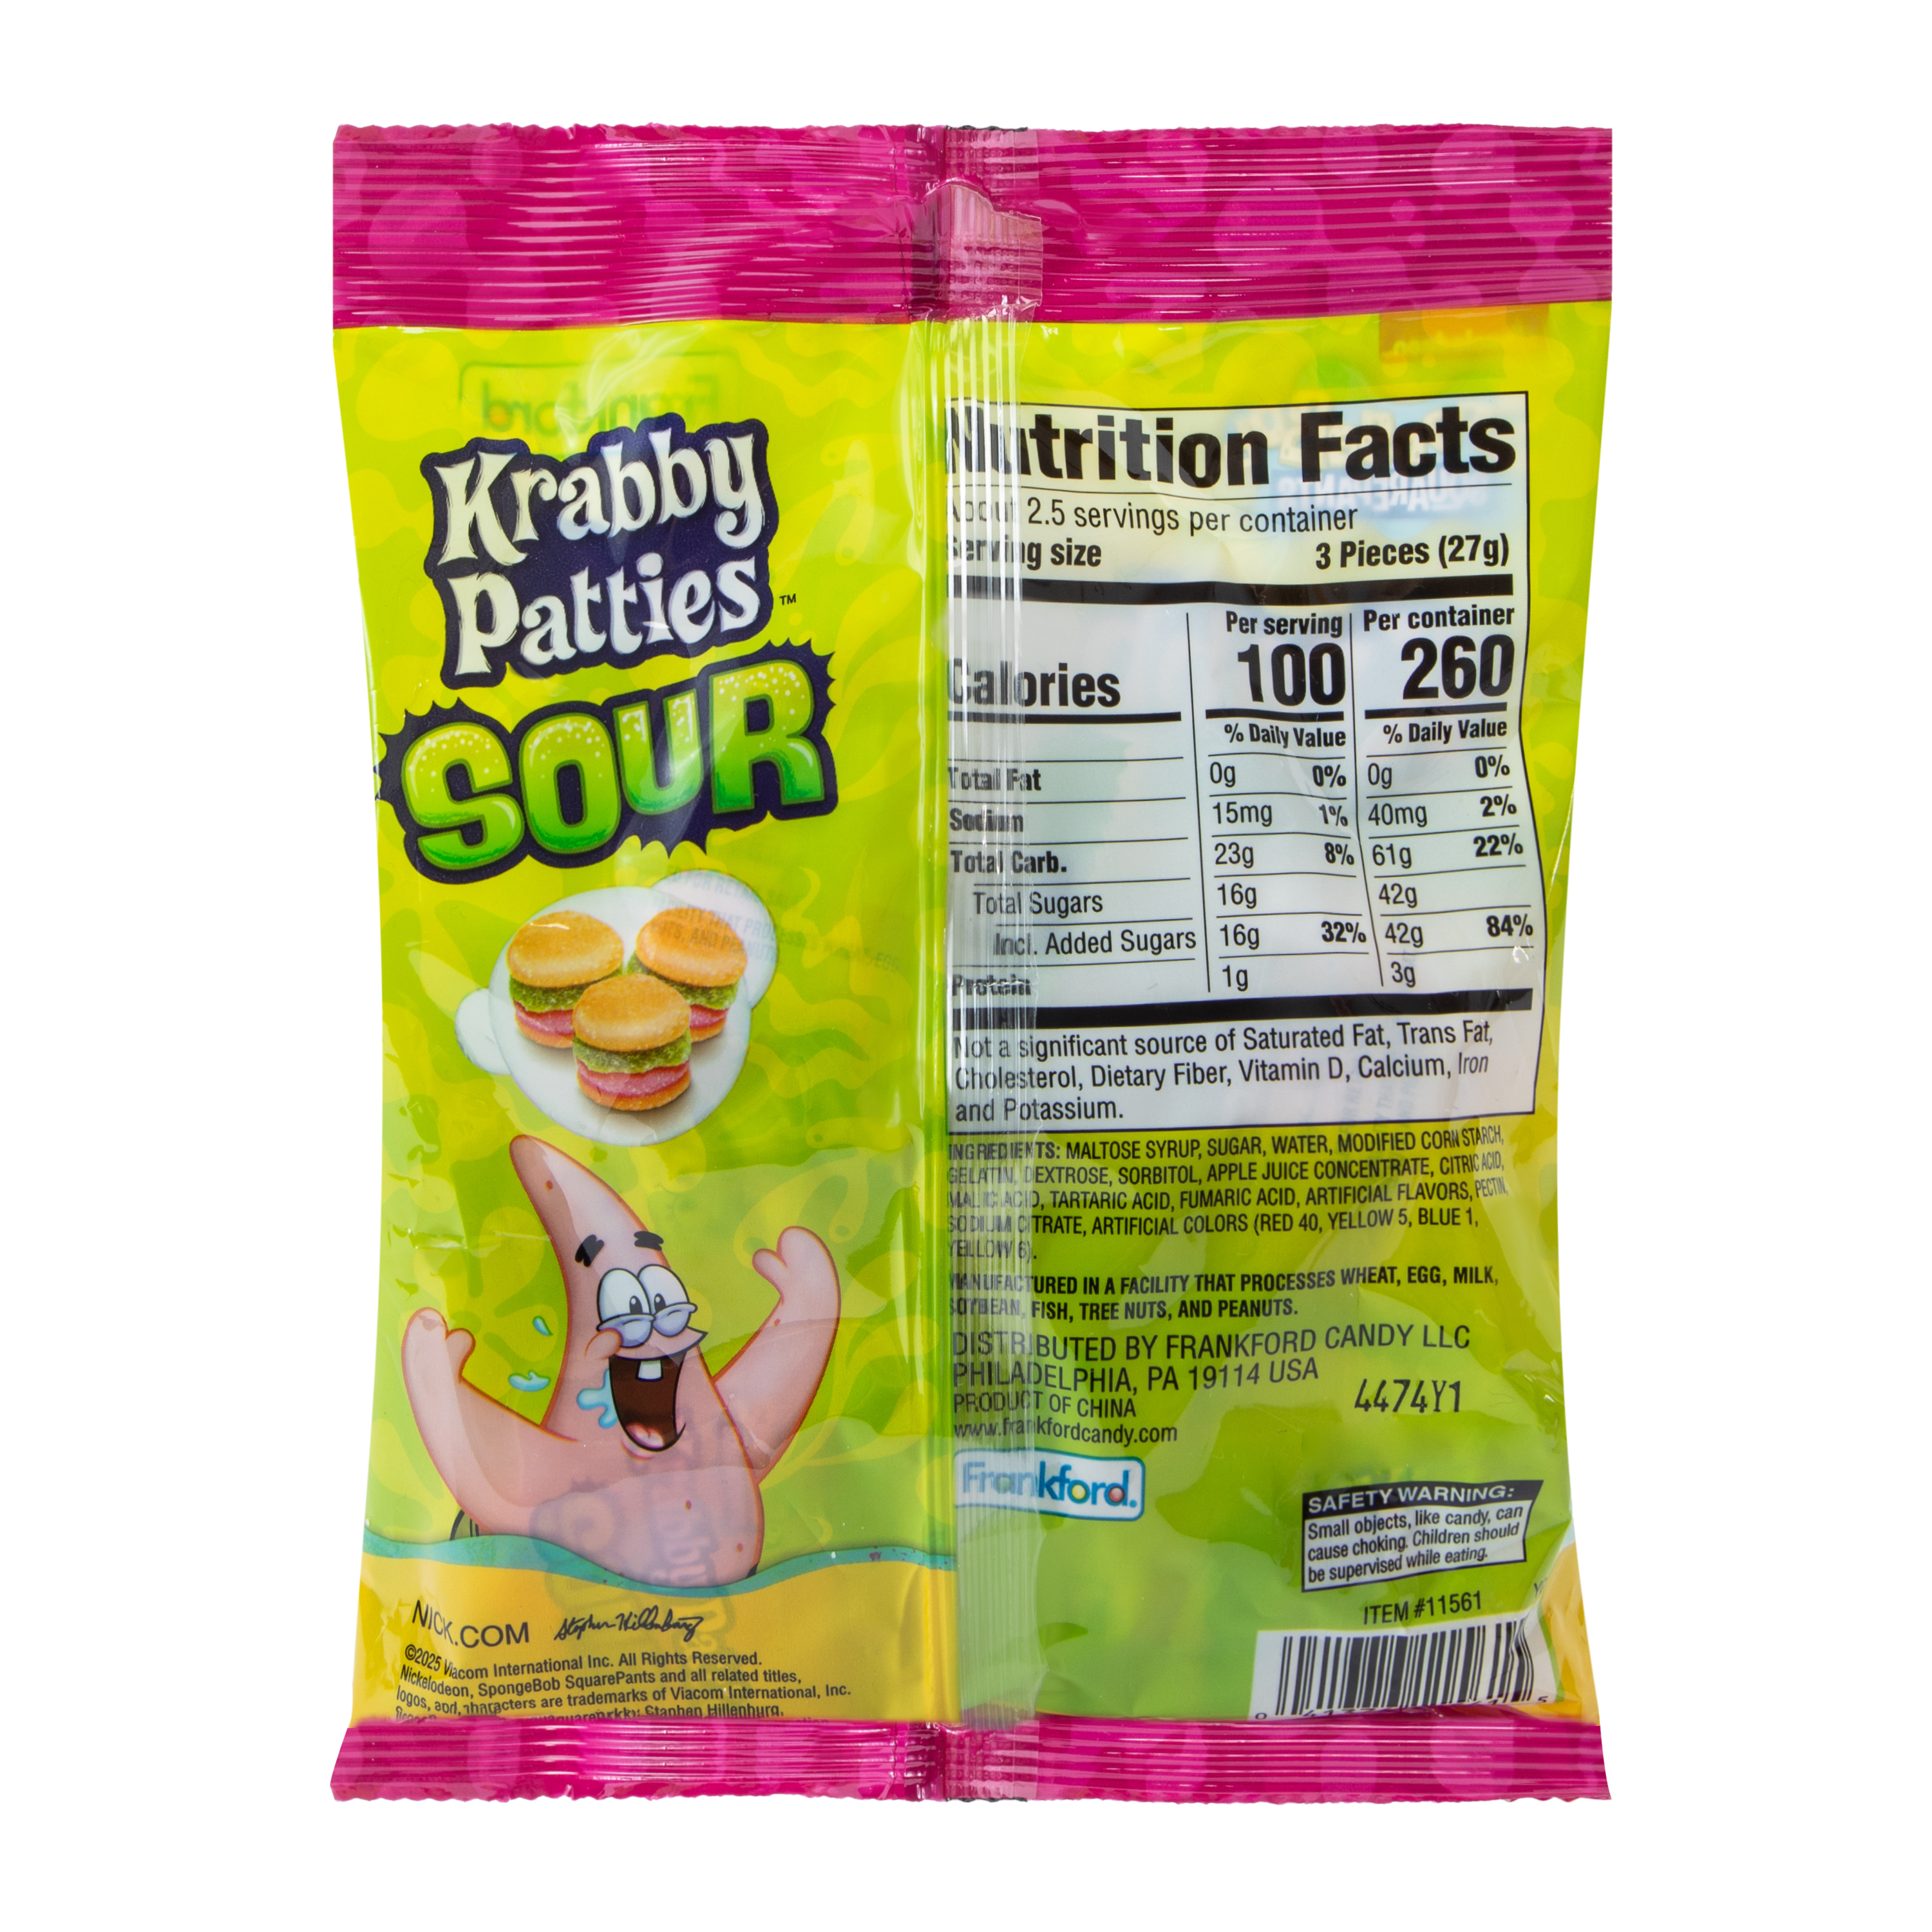 Krabby
Patties™
SOUR
NICK.COM Stephen Hillenburg
©2025 Viacom International Inc. All Rights Reserved.
Nickelodeon, SpongeBob SquarePants and all related titles,
logos, and characters are trademarks of Viacom International, Inc.
Stephen Hillenburg.
Nutrition Facts
About 2.5 servings per container
Serving size 3 Pieces (27g)
Per serving Per container
Calories 100 260
% Daily Value % Daily Value
Total Fat 0g 0% 0g 0%
Sodium 15mg 1% 40mg 2%
Total Carb. 23g 8% 61g 22%
Total Sugars 16g 42g
Incl. Added Sugars 16g 32% 42g 84%
Protein 1g 3g
Not a significant source of Saturated Fat, Trans Fat,
Cholesterol, Dietary Fiber, Vitamin D, Calcium, Iron
and Potassium.
INGREDIENTS: MALTOSE SYRUP, SUGAR, WATER, MODIFIED CORN STARCH,
GELATIN, DEXTROSE, SORBITOL, APPLE JUICE CONCENTRATE, CITRIC ACID,
MALIC ACID, TARTARIC ACID, FUMARIC ACID, ARTIFICIAL FLAVORS, PECTIN,
SODIUM CITRATE, ARTIFICIAL COLORS (RED 40, YELLOW 5, BLUE 1,
YELLOW 6).
MANUFACTURED IN A FACILITY THAT PROCESSES WHEAT, EGG, MILK,
SOYBEAN, FISH, TREE NUTS, AND PEANUTS.
DISTRIBUTED BY FRANKFORD CANDY LLC
PHILADELPHIA, PA 19114 USA
PRODUCT OF CHINA
www.frankfordcandy.com
4474Y1
Frankford.
SAFETY WARNING:
Small objects, like candy, can
cause choking. Children should
be supervised while eating.
ITEM #11561